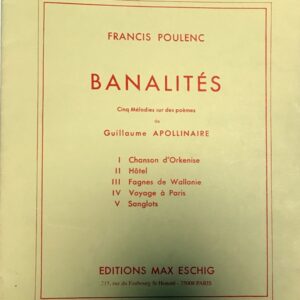 FRANCIS POULENC
BANALITÉS
Cinq Mélodies sur des poèmes
de
Guillaume APOLLINAIRE
I Chanson d'Orkenise
II Hôtel
III Fagnes de Wallonie
IV Voyage à Paris
V Sanglots
EDITIONS MAX ESCHIG
215, rue du Faubourg St Honoré - 75008 PARIS